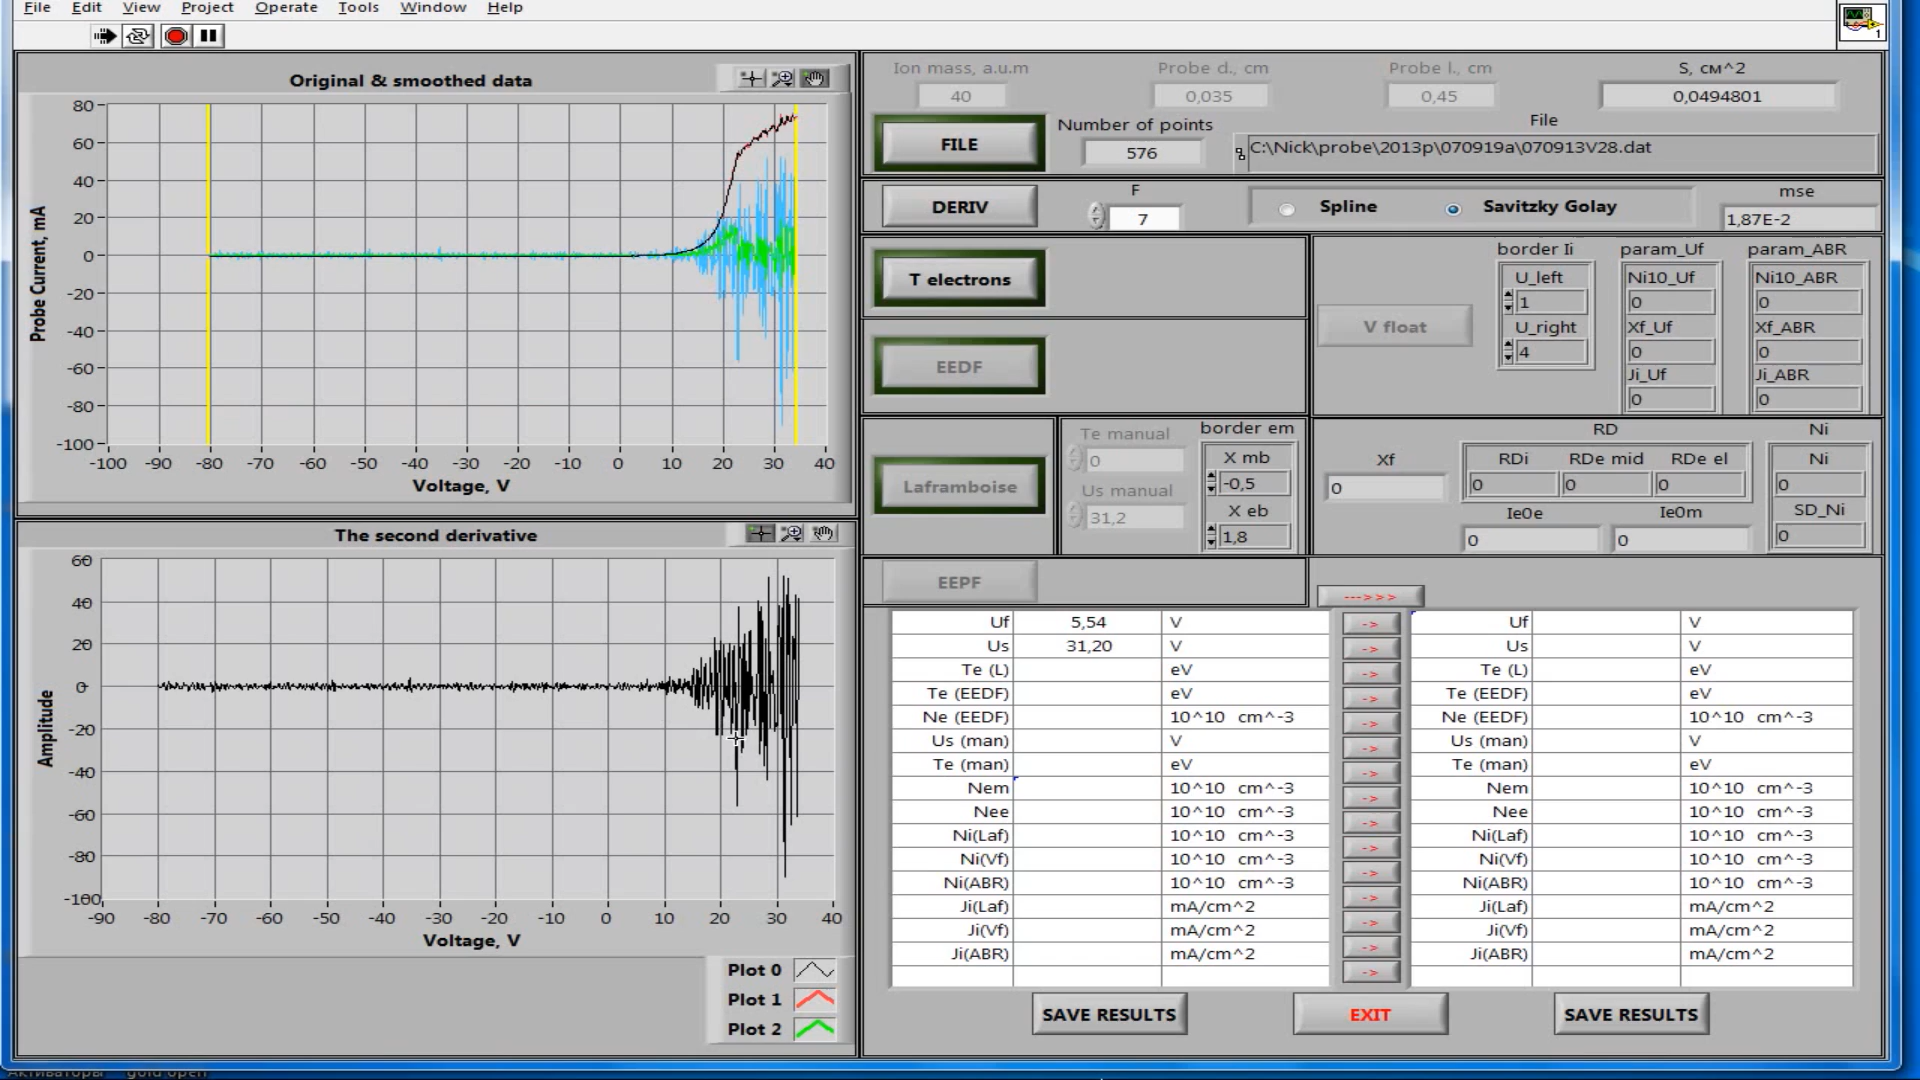 File Edit View Project Operate Tools Window Help
1
Original & smoothed data
80
60
40
20
0
-20
-40
-60
-80
-100
Probe Current, mA
-100 -90 -80 -70 -60 -50 -40 -30 -20 -10 0 10 20 30 40
Voltage, V
The second derivative
60
40
20
0
-20
-40
-60
-80
-100
Amplitude
-90 -80 -70 -60 -50 -40 -30 -20 -10 0 10 20 30 40
Voltage, V
Plot 0
Plot 1
Plot 2
Ion mass, a.u.m Probe d., cm Probe l., cm S, см^2
40 0,035 0,45 0,0494801
FILE Number of points File
576 C:\Nick\probe\2013p\070919a\070913V28.dat
DERIV F Spline Savitzky Golay mse
7 1,87E-2
T electrons
EEDF
V float
border Ii param_Uf param_ABR
U_left Ni10_Uf Ni10_ABR
1 0 0
U_right Xf_Uf Xf_ABR
4 0 0
Ji_Uf Ji_ABR
0 0
Laframboise
Te manual border em
0 X mb
-0,5
Us manual X eb
31,2 1,8
RD Ni
Xf RDi RDe mid RDe el Ni
0 0 0 0 0
Ie0e Ie0m SD_Ni
0 0 0
EEPF
--->>>
Uf 5,54 V -> Uf V
Us 31,20 V -> Us V
Te (L) eV -> Te (L) eV
Te (EEDF) eV -> Te (EEDF) eV
Ne (EEDF) 10^10 cm^-3 -> Ne (EEDF) 10^10 cm^-3
Us (man) V -> Us (man) V
Te (man) eV -> Te (man) eV
Nem 10^10 cm^-3 -> Nem 10^10 cm^-3
Nee 10^10 cm^-3 -> Nee 10^10 cm^-3
Ni(Laf) 10^10 cm^-3 -> Ni(Laf) 10^10 cm^-3
Ni(Vf) 10^10 cm^-3 -> Ni(Vf) 10^10 cm^-3
Ni(ABR) 10^10 cm^-3 -> Ni(ABR) 10^10 cm^-3
Ji(Laf) mA/cm^2 -> Ji(Laf) mA/cm^2
Ji(Vf) mA/cm^2 -> Ji(Vf) mA/cm^2
Ji(ABR) mA/cm^2 -> Ji(ABR) mA/cm^2
SAVE RESULTS EXIT SAVE RESULTS
Активаторы gold open